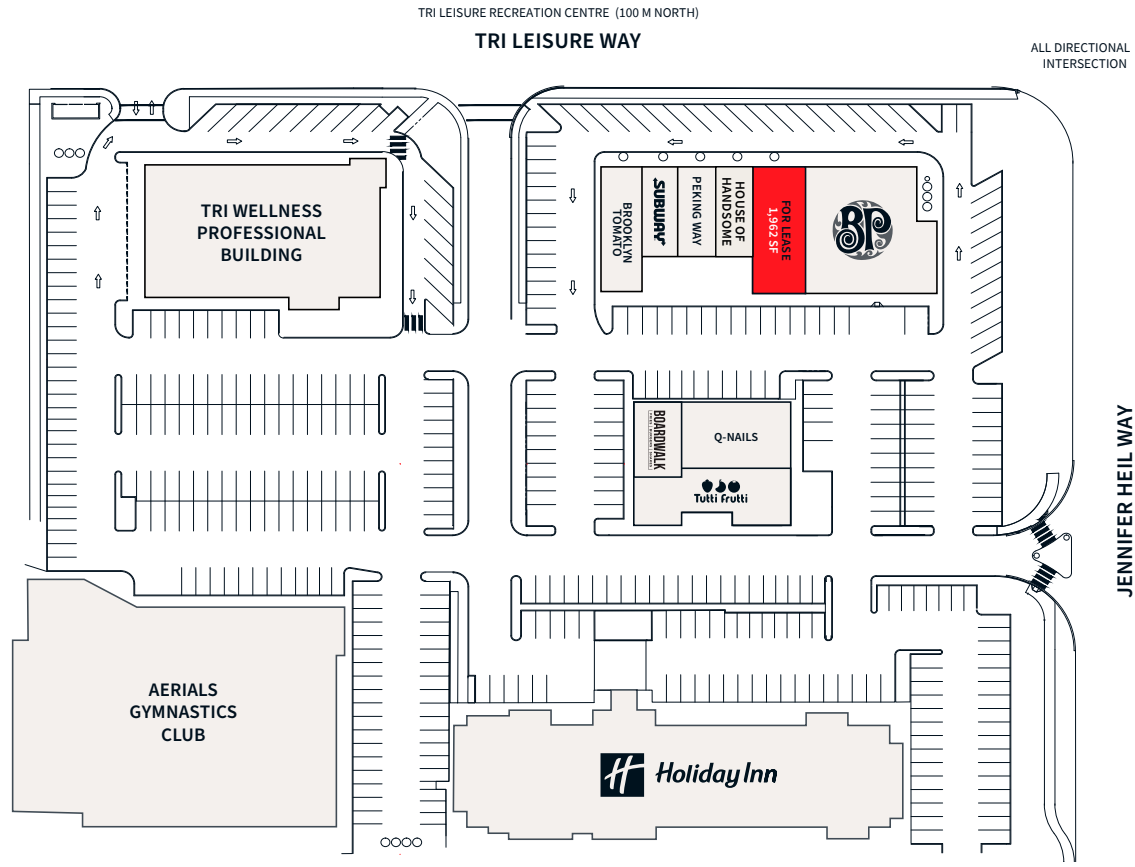 TRI LEISURE RECREATION CENTRE (100 M NORTH)
TRI LEISURE WAY
ALL DIRECTIONAL
INTERSECTION
TRI WELLNESS
PROFESSIONAL
BUILDING
BROOKLYN
TOMATO
SUBWAY
PEKING WAY
HOUSE OF
HANDSOME
FOR LEASE
1,962 SF
BP
BOARDWALK
Q-NAILS
Tutti frutti
JENNIFER HEIL WAY
AERIALS
GYMNASTICS
CLUB
H Holiday Inn